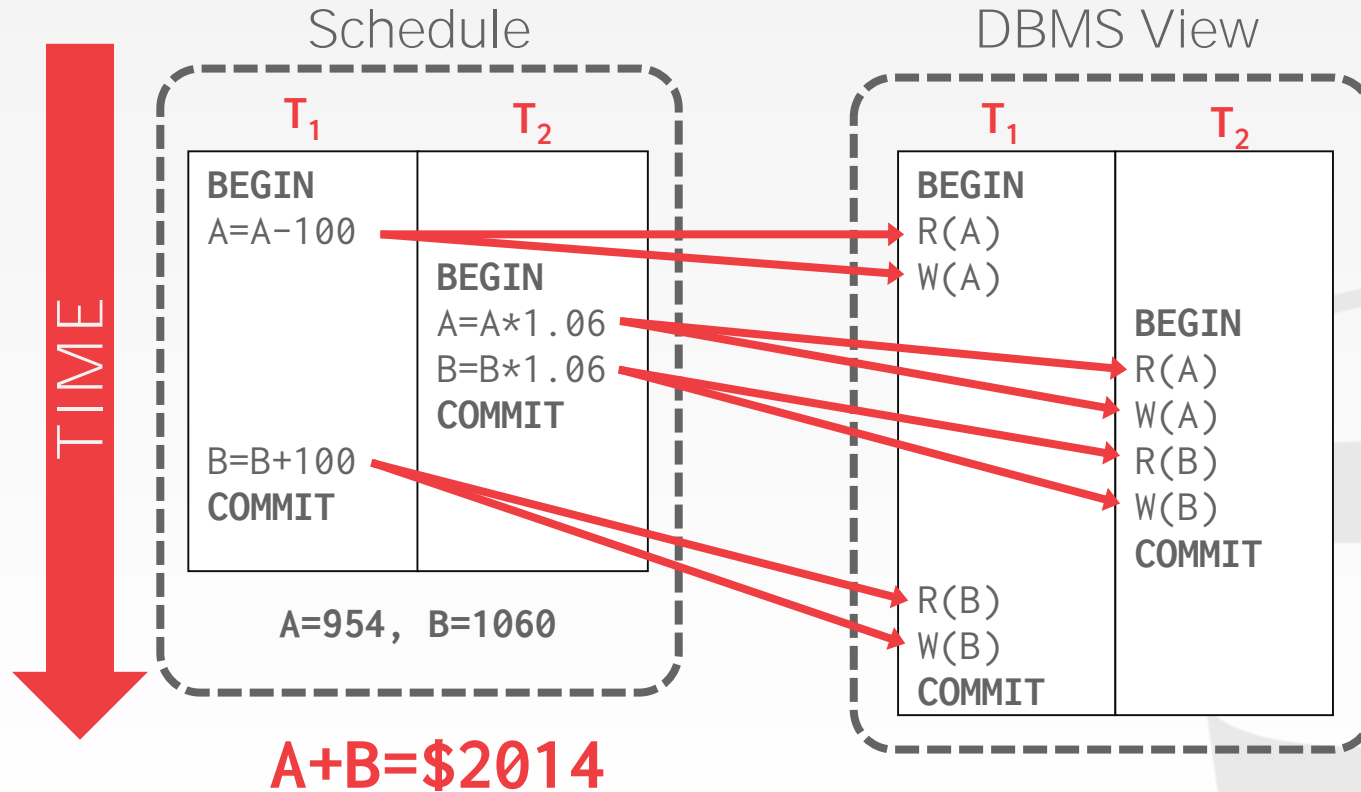 Schedule
DBMS View
TIME
T₁ T₂
BEGIN
A=A-100
BEGIN
A=A*1.06
B=B*1.06
COMMIT
B=B+100
COMMIT
A=954, B=1060
A+B=$2014
T₁ T₂
BEGIN
R(A)
W(A)
BEGIN
R(A)
W(A)
R(B)
W(B)
COMMIT
R(B)
W(B)
COMMIT